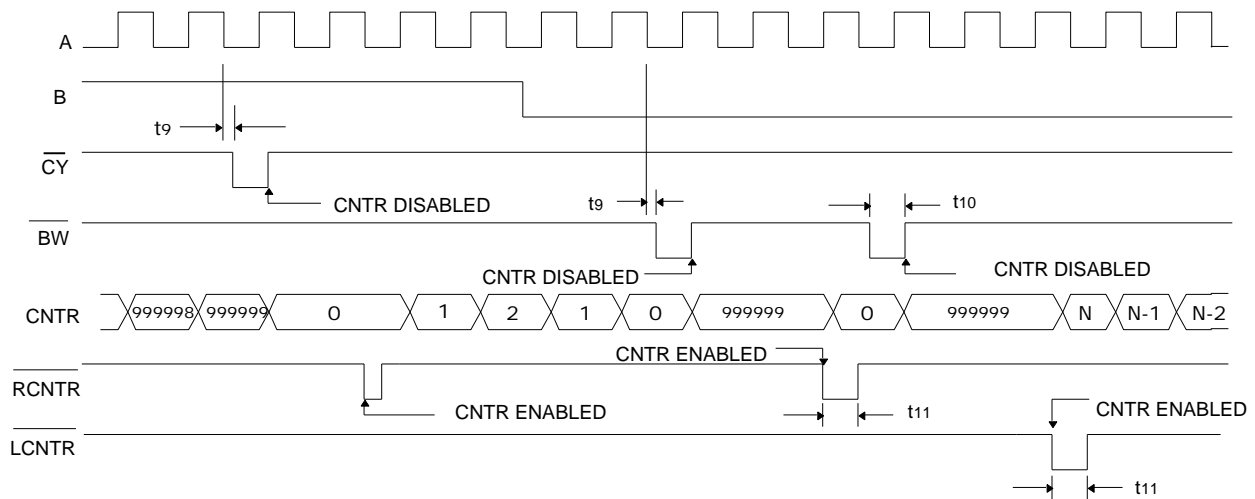 A
B
t9
CY
CNTR DISABLED
t9
t10
BW
CNTR DISABLED
CNTR DISABLED
CNTR 999998 999999 0 1 2 1 0 999999 0 999999 N N-1 N-2
CNTR ENABLED
RCNTR
CNTR ENABLED
t11
CNTR ENABLED
LCNTR
t11